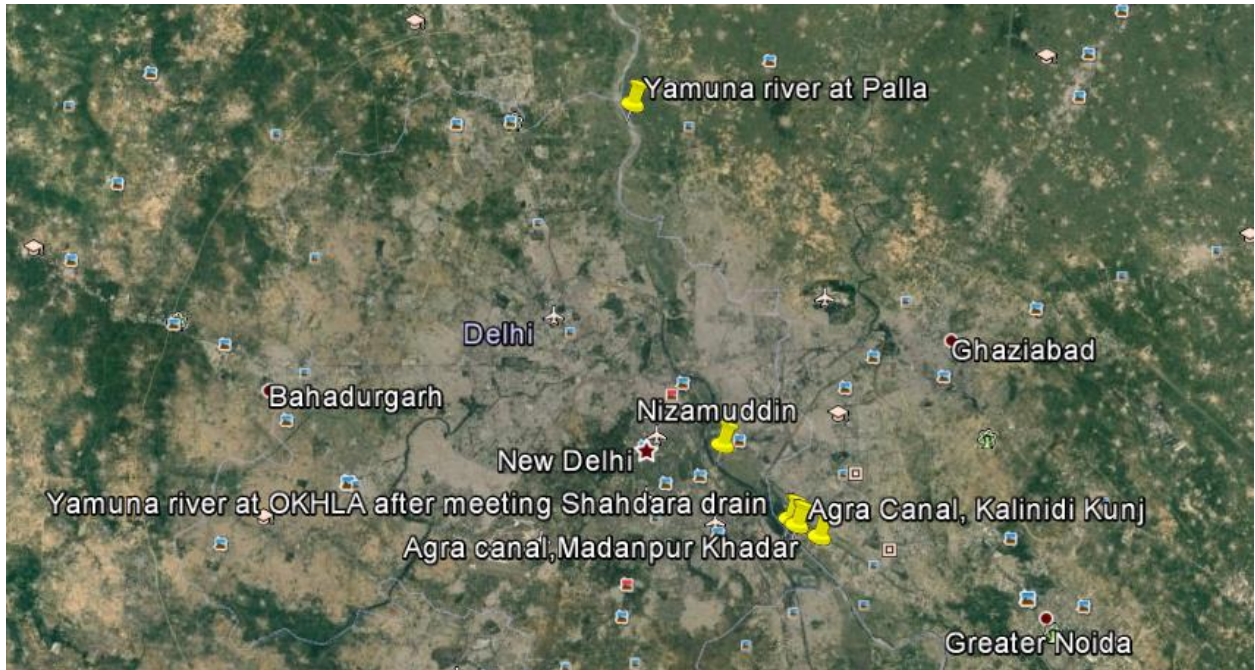 Yamuna river at Palla
Delhi
Ghaziabad
Bahadurgarh
Nizamuddin
New Delhi
Yamuna river at OKHLA after meeting Shahdara drain
Agra Canal, Kalinidi Kunj
Agra canal,Madanpur Khadar
Greater Noida